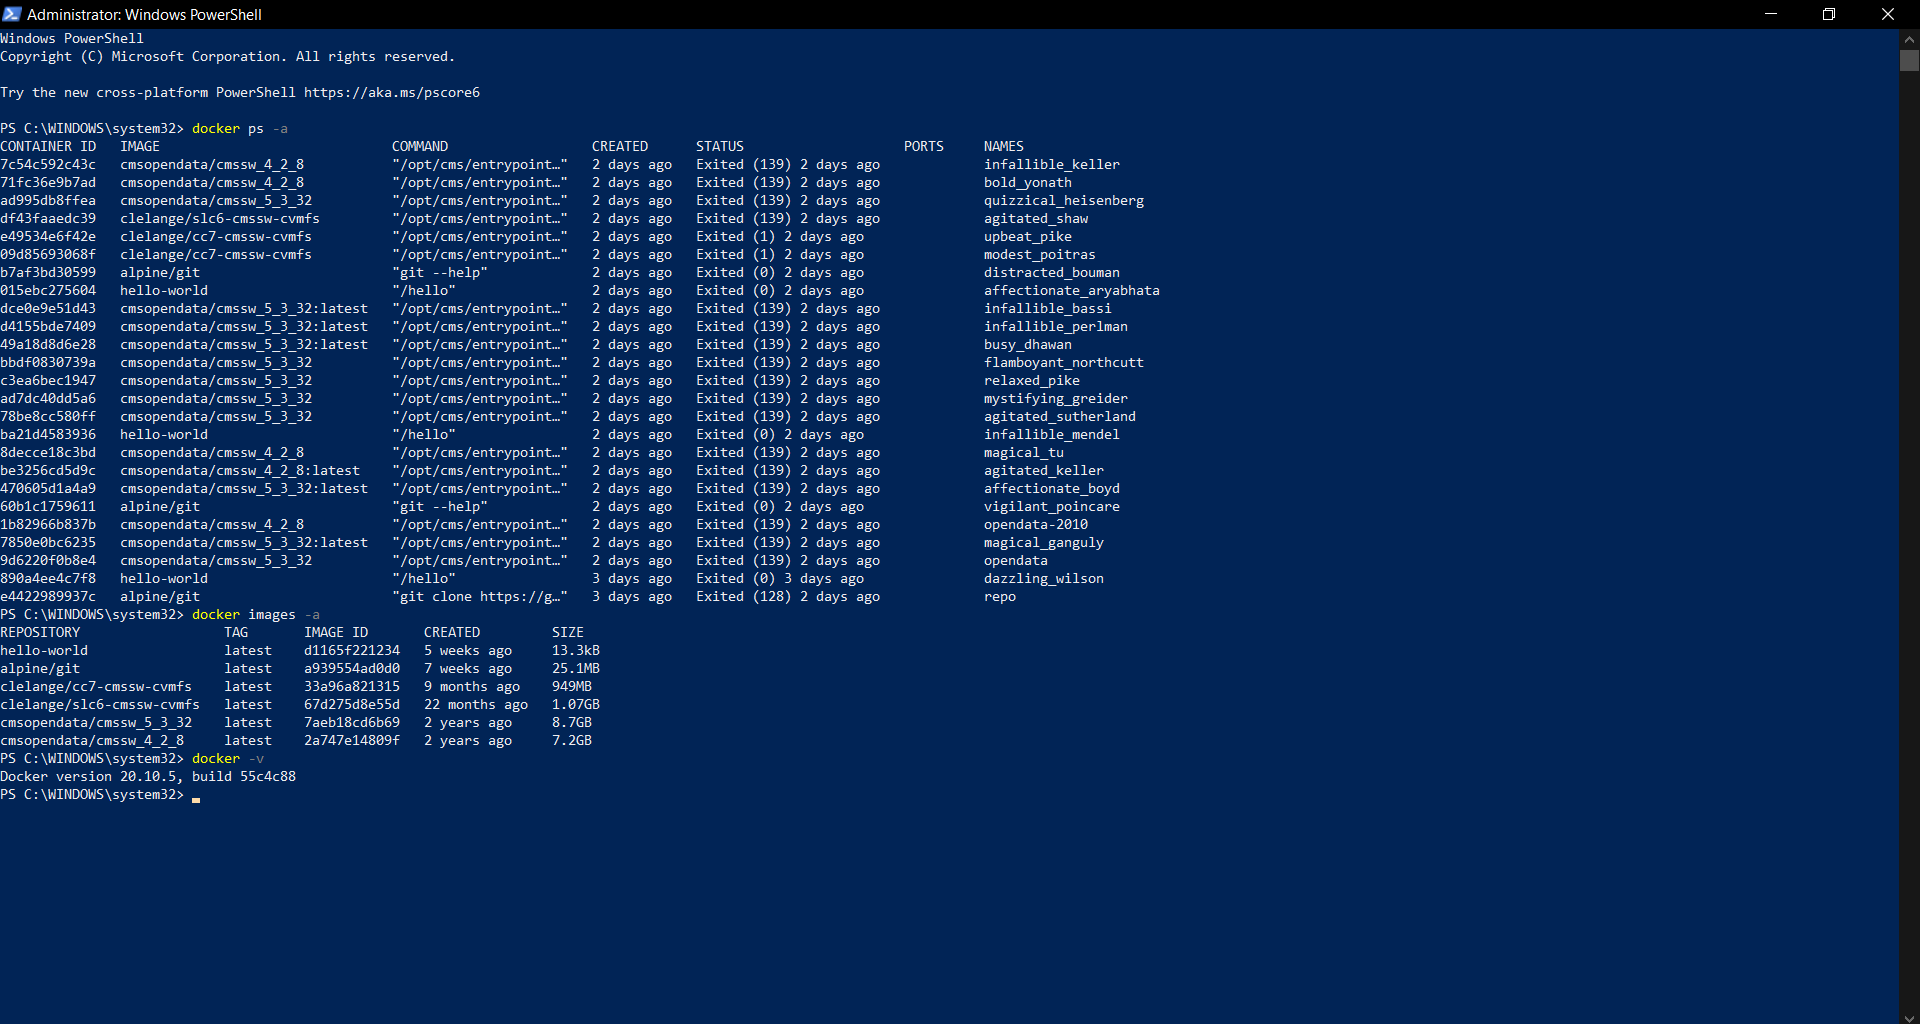 Administrator: Windows PowerShell
Windows PowerShell
Copyright (C) Microsoft Corporation. All rights reserved.
Try the new cross-platform PowerShell https://aka.ms/pscore6
PS C:\WINDOWS\system32> docker ps -a
CONTAINER ID   IMAGE                            COMMAND                  CREATED      STATUS                    PORTS     NAMES
7c54c592c43c   cmsopendata/cmssw_4_2_8          "/opt/cms/entrypoint…"   2 days ago   Exited (139) 2 days ago             infallible_keller
71fc36e9b7ad   cmsopendata/cmssw_4_2_8          "/opt/cms/entrypoint…"   2 days ago   Exited (139) 2 days ago             bold_yonath
ad995db8ffea   cmsopendata/cmssw_5_3_32         "/opt/cms/entrypoint…"   2 days ago   Exited (139) 2 days ago             quizzical_heisenberg
df43faaedc39   clelange/slc6-cmssw-cvmfs        "/opt/cms/entrypoint…"   2 days ago   Exited (139) 2 days ago             agitated_shaw
e49534e6f42e   clelange/cc7-cmssw-cvmfs         "/opt/cms/entrypoint…"   2 days ago   Exited (1) 2 days ago               upbeat_pike
09d85693068f   clelange/cc7-cmssw-cvmfs         "/opt/cms/entrypoint…"   2 days ago   Exited (1) 2 days ago               modest_poitras
b7af3bd30599   alpine/git                       "git --help"             2 days ago   Exited (0) 2 days ago               distracted_bouman
015ebc275604   hello-world                      "/hello"                 2 days ago   Exited (0) 2 days ago               affectionate_aryabhata
dce0e9e51d43   cmsopendata/cmssw_5_3_32:latest  "/opt/cms/entrypoint…"   2 days ago   Exited (139) 2 days ago             infallible_bassi
d4155bde7409   cmsopendata/cmssw_5_3_32:latest  "/opt/cms/entrypoint…"   2 days ago   Exited (139) 2 days ago             infallible_perlman
49a18d8d6e28   cmsopendata/cmssw_5_3_32:latest  "/opt/cms/entrypoint…"   2 days ago   Exited (139) 2 days ago             busy_dhawan
bbdf0830739a   cmsopendata/cmssw_5_3_32         "/opt/cms/entrypoint…"   2 days ago   Exited (139) 2 days ago             flamboyant_northcutt
c3ea6bec1947   cmsopendata/cmssw_5_3_32         "/opt/cms/entrypoint…"   2 days ago   Exited (139) 2 days ago             relaxed_pike
ad7dc40dd5a6   cmsopendata/cmssw_5_3_32         "/opt/cms/entrypoint…"   2 days ago   Exited (139) 2 days ago             mystifying_greider
78be8cc580ff   cmsopendata/cmssw_5_3_32         "/opt/cms/entrypoint…"   2 days ago   Exited (139) 2 days ago             agitated_sutherland
ba21d4583936   hello-world                      "/hello"                 2 days ago   Exited (0) 2 days ago               infallible_mendel
8decce18c3bd   cmsopendata/cmssw_4_2_8          "/opt/cms/entrypoint…"   2 days ago   Exited (139) 2 days ago             magical_tu
be3256cd5d9c   cmsopendata/cmssw_4_2_8:latest   "/opt/cms/entrypoint…"   2 days ago   Exited (139) 2 days ago             agitated_keller
470605d1a4a9   cmsopendata/cmssw_5_3_32:latest  "/opt/cms/entrypoint…"   2 days ago   Exited (139) 2 days ago             affectionate_boyd
60b1c1759611   alpine/git                       "git --help"             2 days ago   Exited (0) 2 days ago               vigilant_poincare
1b82966b837b   cmsopendata/cmssw_4_2_8          "/opt/cms/entrypoint…"   2 days ago   Exited (139) 2 days ago             opendata-2010
7850e0bc6235   cmsopendata/cmssw_5_3_32:latest  "/opt/cms/entrypoint…"   2 days ago   Exited (139) 2 days ago             magical_ganguly
9d6220f0b8e4   cmsopendata/cmssw_5_3_32         "/opt/cms/entrypoint…"   2 days ago   Exited (139) 2 days ago             opendata
890a4ee4c7f8   hello-world                      "/hello"                 3 days ago   Exited (0) 3 days ago               dazzling_wilson
e4422989937c   alpine/git                       "git clone https://g…"   3 days ago   Exited (128) 2 days ago             repo
PS C:\WINDOWS\system32> docker images -a
REPOSITORY                  TAG       IMAGE ID       CREATED         SIZE
hello-world                 latest    d1165f221234   5 weeks ago     13.3kB
alpine/git                  latest    a939554ad0d0   7 weeks ago     25.1MB
clelange/cc7-cmssw-cvmfs    latest    33a96a821315   9 months ago    949MB
clelange/slc6-cmssw-cvmfs   latest    67d275d8e55d   22 months ago   1.07GB
cmsopendata/cmssw_5_3_32    latest    7aeb18cd6b69   2 years ago     8.7GB
cmsopendata/cmssw_4_2_8     latest    2a747e14809f   2 years ago     7.2GB
PS C:\WINDOWS\system32> docker -v
Docker version 20.10.5, build 55c4c88
PS C:\WINDOWS\system32>